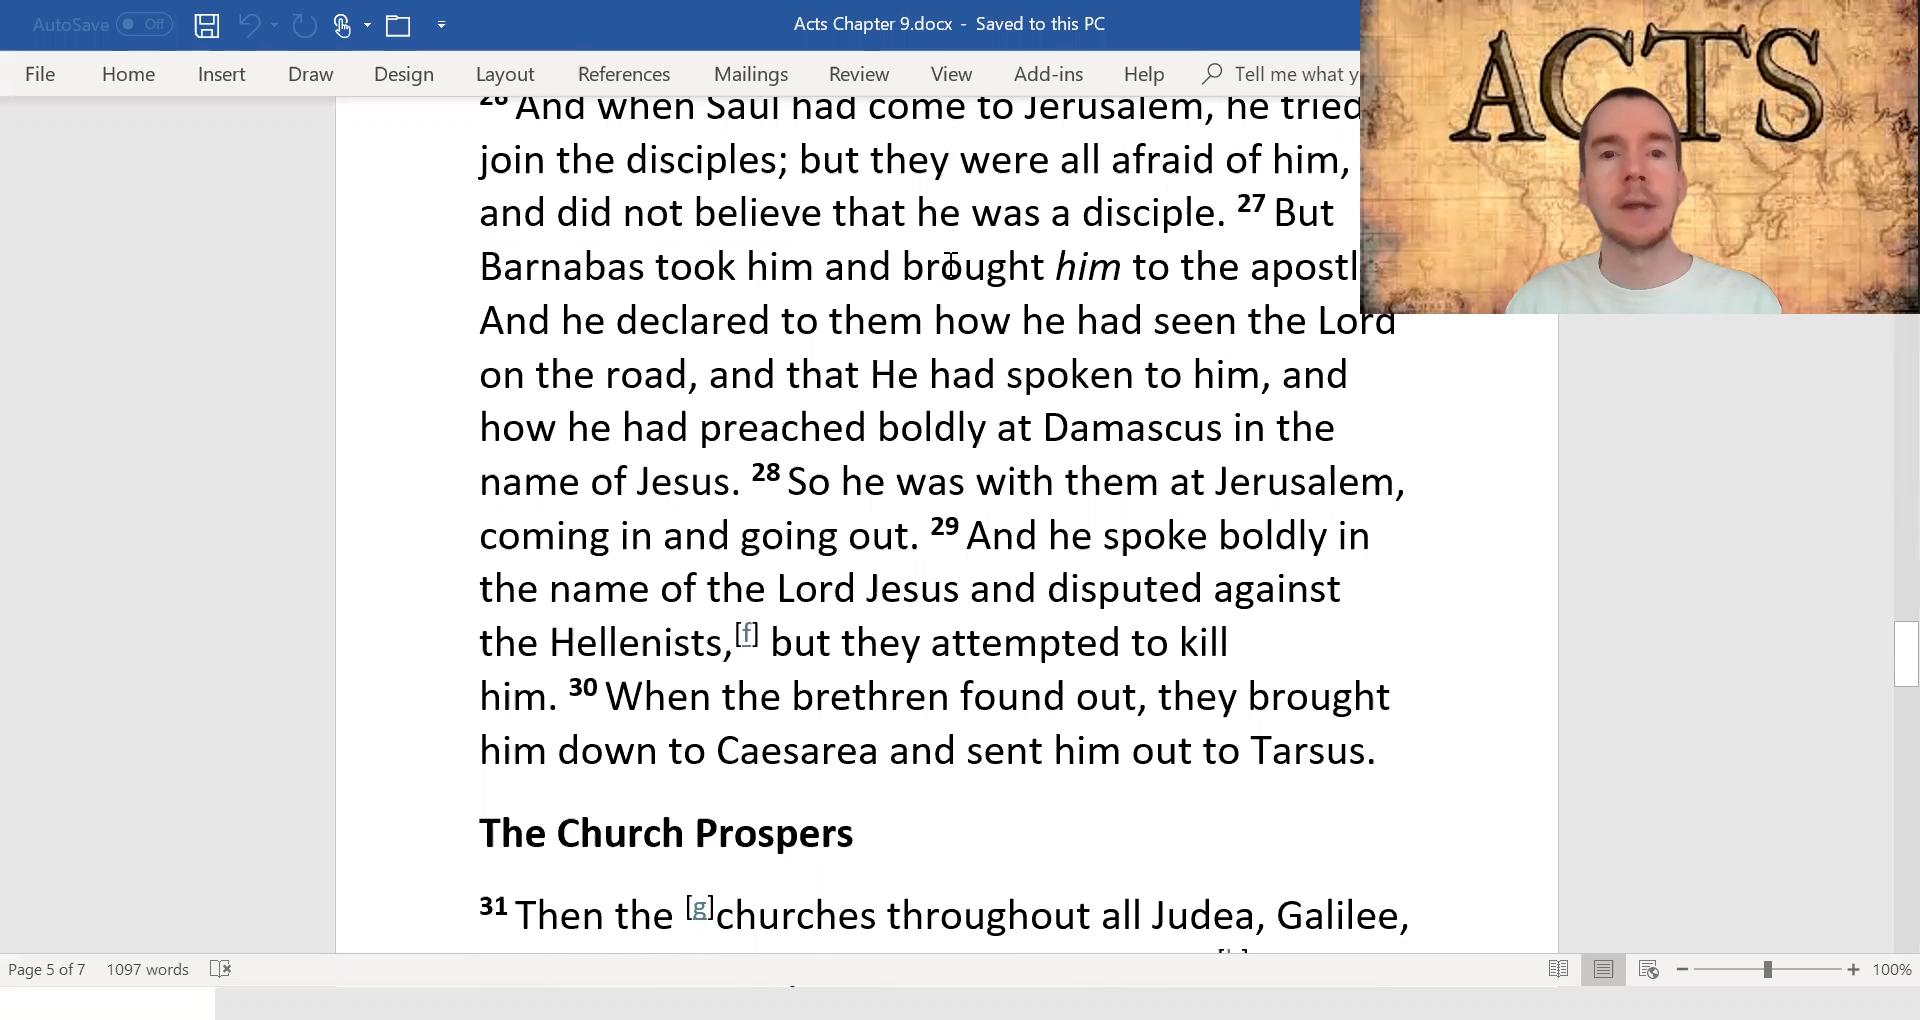 AutoSave Off
Acts Chapter 9.docx - Saved to this PC
File Home Insert Draw Design Layout References Mailings Review View Add-ins Help Tell me what y
ACTS
26 And when Saul had come to Jerusalem, he tried
join the disciples; but they were all afraid of him,
and did not believe that he was a disciple. 27 But
Barnabas took him and brought him to the apostl
And he declared to them how he had seen the Lord
on the road, and that He had spoken to him, and
how he had preached boldly at Damascus in the
name of Jesus. 28 So he was with them at Jerusalem,
coming in and going out. 29 And he spoke boldly in
the name of the Lord Jesus and disputed against
the Hellenists,[f] but they attempted to kill
him. 30 When the brethren found out, they brought
him down to Caesarea and sent him out to Tarsus.
The Church Prospers
31 Then the [g]churches throughout all Judea, Galilee,
Page 5 of 7 1097 words 100%